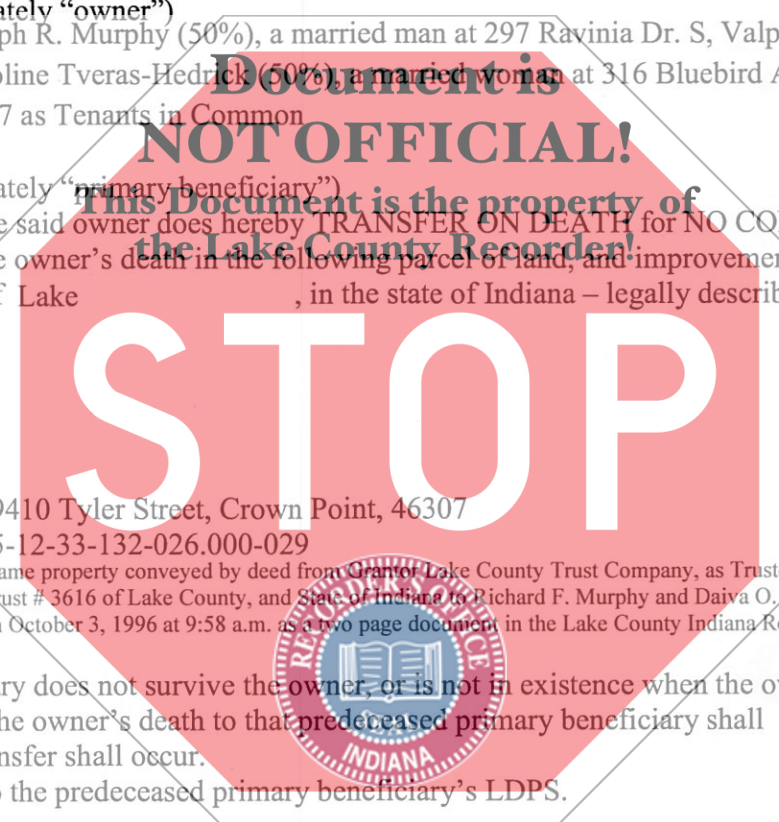 ately “owner”)
ph R. Murphy (50%), a married man at 297 Ravinia Dr. S, Valp
oline Tveras-Hedrick (50%), a married woman at 316 Bluebird A
7 as Tenants in Common
Document is
NOT OFFICIAL!
This Document is the property of
the Lake County Recorder!
ately “primary beneficiary”)
e said owner does hereby TRANSFER ON DEATH for NO CO
e owner’s death in the following parcel of land, and improvemen
f Lake , in the state of Indiana – legally describ
STOP
9410 Tyler Street, Crown Point, 46307
5-12-33-132-026.000-029
ame property conveyed by deed from Grantor Lake County Trust Company, as Trust
ust # 3616 of Lake County, and State of Indiana to Richard F. Murphy and Daiva O.
n October 3, 1996 at 9:58 a.m. as a two page document in the Lake County Indiana R
RECORDER'S OFFICE
INDIANA
ry does not survive the owner, or is not in existence when the ow
he owner’s death to that predeceased primary beneficiary shall
nsfer shall occur.
o the predeceased primary beneficiary’s LDPS.